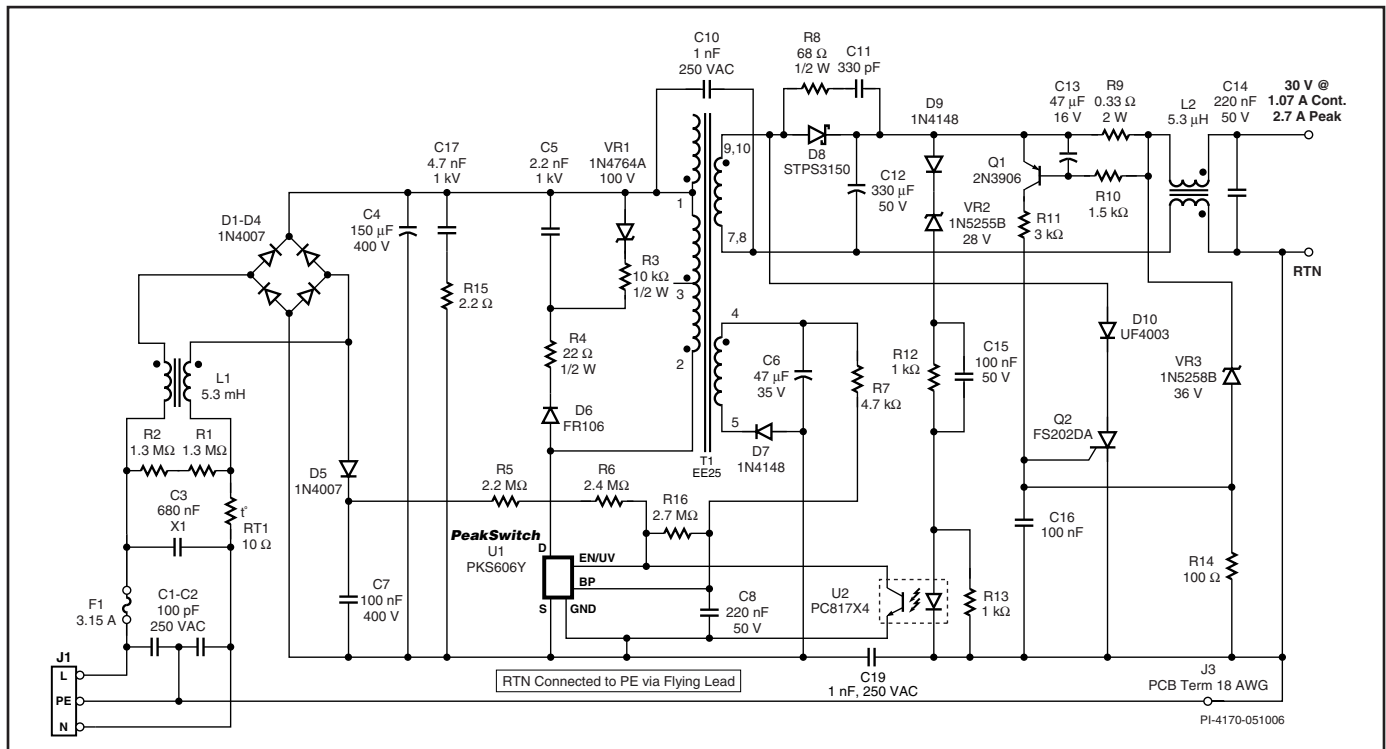 C10
1 nF
250 VAC
R8
68 Ω
1/2 W
C11
330 pF
D9
1N4148
C13
47 µF
16 V
R9
0.33 Ω
2 W
L2
5.3 µH
C14
220 nF
50 V
30 V @
1.07 A Cont.
2.7 A Peak
C17
4.7 nF
1 kV
C5
2.2 nF
1 kV
VR1
1N4764A
100 V
9,10
D8
STPS3150
Q1
2N3906
C12
330 µF
50 V
R10
1.5 kΩ
D1-D4
1N4007
C4
150 µF
400 V
1
VR2
1N5255B
28 V
R11
3 kΩ
7,8
RTN
R15
2.2 Ω
R3
10 kΩ
1/2 W
3
4
D10
UF4003
R4
22 Ω
1/2 W
2
C6
47 µF
35 V
R7
4.7 kΩ
R12
1 kΩ
C15
100 nF
50 V
VR3
1N5258B
36 V
L1
5.3 mH
D6
FR106
5
D7
1N4148
Q2
FS202DA
R2
1.3 MΩ
R1
1.3 MΩ
T1
EE25
D5
1N4007
R5
2.2 MΩ
R6
2.4 MΩ
R16
2.7 MΩ
C3
680 nF
X1
t°
RT1
10 Ω
PeakSwitch
U1
PKS606Y
D
EN/UV
BP
S
GND
C16
100 nF
R14
100 Ω
C7
100 nF
400 V
C8
220 nF
50 V
U2
PC817X4
R13
1 kΩ
F1
3.15 A
C1-C2
100 pF
250 VAC
J1
L
PE
N
RTN Connected to PE via Flying Lead
C19
1 nF, 250 VAC
J3
PCB Term 18 AWG
PI-4170-051006